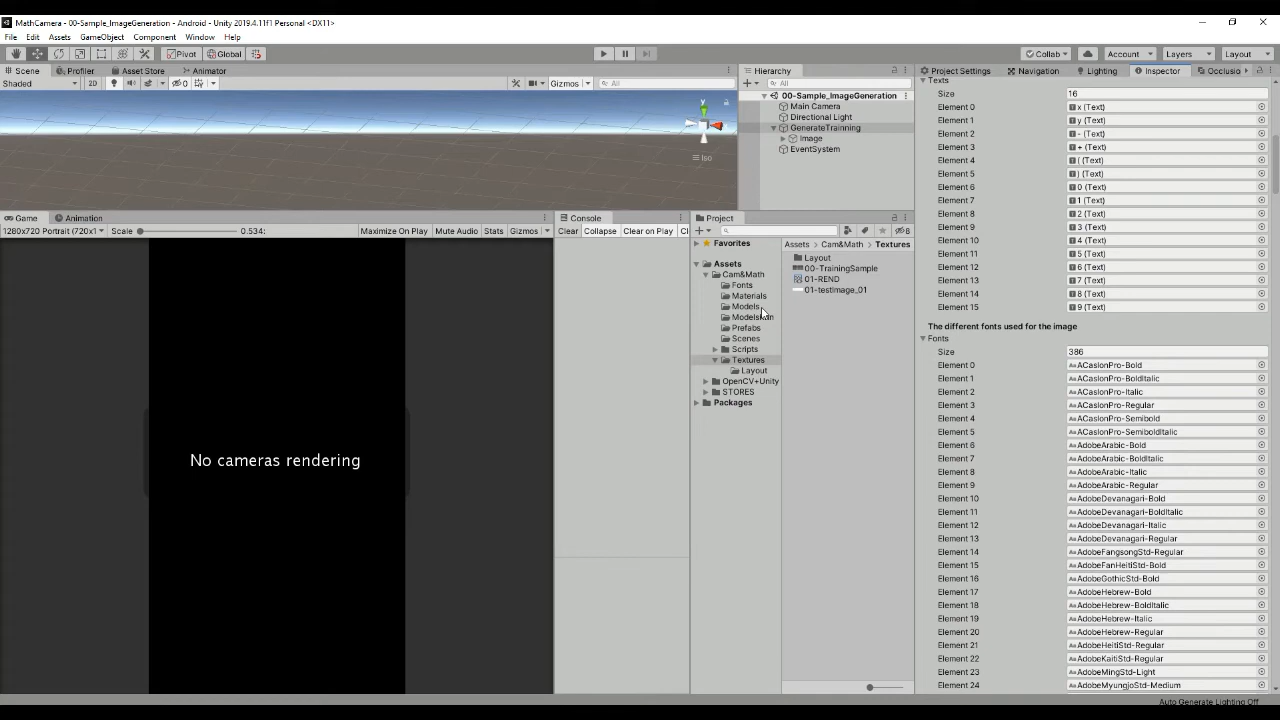 MathCamera - 00-Sample_ImageGeneration - Android - Unity 2019.4.11f1 Personal <DX11>
File Edit Assets GameObject Component Window Help
Pivot Global Collab Account Layers Layout
Scene Profiler Asset Store Animator
Shaded 2D 0 Gizmos All
y
Iso
Hierarchy
All
00-Sample_ImageGeneration
Main Camera
Directional Light
GenerateTrainning
Image
EventSystem
Game Animation
1280x720 Portrait (720x1 Scale 0.534: Maximize On Play Mute Audio Stats Gizmos
No cameras rendering
Console
Clear Collapse Clear on Play Cl
Project
8
Favorites
Assets
Cam&Math
Fonts
Materials
Models
Prefabs
Scenes
Scripts
Textures
Layout
OpenCV+Unity
STORES
Packages
Assets Cam&Math Textures
Layout
00-TrainingSample
01-REND
01-testImage_01
Project Settings Navigation Lighting Inspector Occlusio
Texts
Size 16
Element 0 x (Text)
Element 1 y (Text)
Element 2 - (Text)
Element 3 + (Text)
Element 4 ( (Text)
Element 5 ) (Text)
Element 6 0 (Text)
Element 7 1 (Text)
Element 8 2 (Text)
Element 9 3 (Text)
Element 10 4 (Text)
Element 11 5 (Text)
Element 12 6 (Text)
Element 13 7 (Text)
Element 14 8 (Text)
Element 15 9 (Text)
The different fonts used for the image
Fonts
Size 386
Element 0 ACaslonPro-Bold
Element 1 ACaslonPro-BoldItalic
Element 2 ACaslonPro-Italic
Element 3 ACaslonPro-Regular
Element 4 ACaslonPro-Semibold
Element 5 ACaslonPro-SemiboldItalic
Element 6 AdobeArabic-Bold
Element 7 AdobeArabic-BoldItalic
Element 8 AdobeArabic-Italic
Element 9 AdobeArabic-Regular
Element 10 AdobeDevanagari-Bold
Element 11 AdobeDevanagari-BoldItalic
Element 12 AdobeDevanagari-Italic
Element 13 AdobeDevanagari-Regular
Element 14 AdobeFangsongStd-Regular
Element 15 AdobeFanHeitiStd-Bold
Element 16 AdobeGothicStd-Bold
Element 17 AdobeHebrew-Bold
Element 18 AdobeHebrew-BoldItalic
Element 19 AdobeHebrew-Italic
Element 20 AdobeHebrew-Regular
Element 21 AdobeHeitiStd-Regular
Element 22 AdobeKaitiStd-Regular
Element 23 AdobeMingStd-Light
Element 24 AdobeMyungjoStd-Medium
Auto Generate Lighting Off